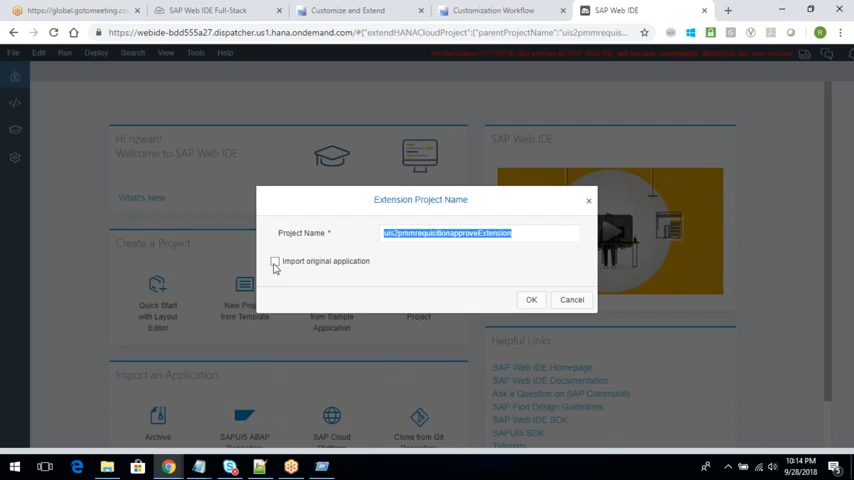 https://global.gotomeeting.co
SAP Web IDE Full-Stack
Customize and Extend
Customization Workflow
SAP Web IDE
https://webide-bdd555a27.dispatcher.us1.hana.ondemand.com/#{"extendHANACloudProject":{"parentProjectName":"uis2pmmrequis...
File Edit Run Deploy Search View Tools Help
Hi nzwan!
Welcome to SAP Web IDE
What's New
SAP Web IDE
Extension Project Name
Project Name *
uis2pmmrequisitionapproveExtension
Import original application
OK
Cancel
Create a Project
Quick Start
with Layout
Editor
New Pro
from Template
from Sample
Application
Project
Import an Application
Archive
SAPUI5 ABAP
SAP Cloud
Clone from Git
Helpful Links
SAP Web IDE Homepage
SAP Web IDE Documentation
Ask a Question on SAP Community
SAP Fiori Design Guidelines
SAP Web IDE SDK
SAPUI5 SDK
Tutorials
10:14 PM
9/28/2018